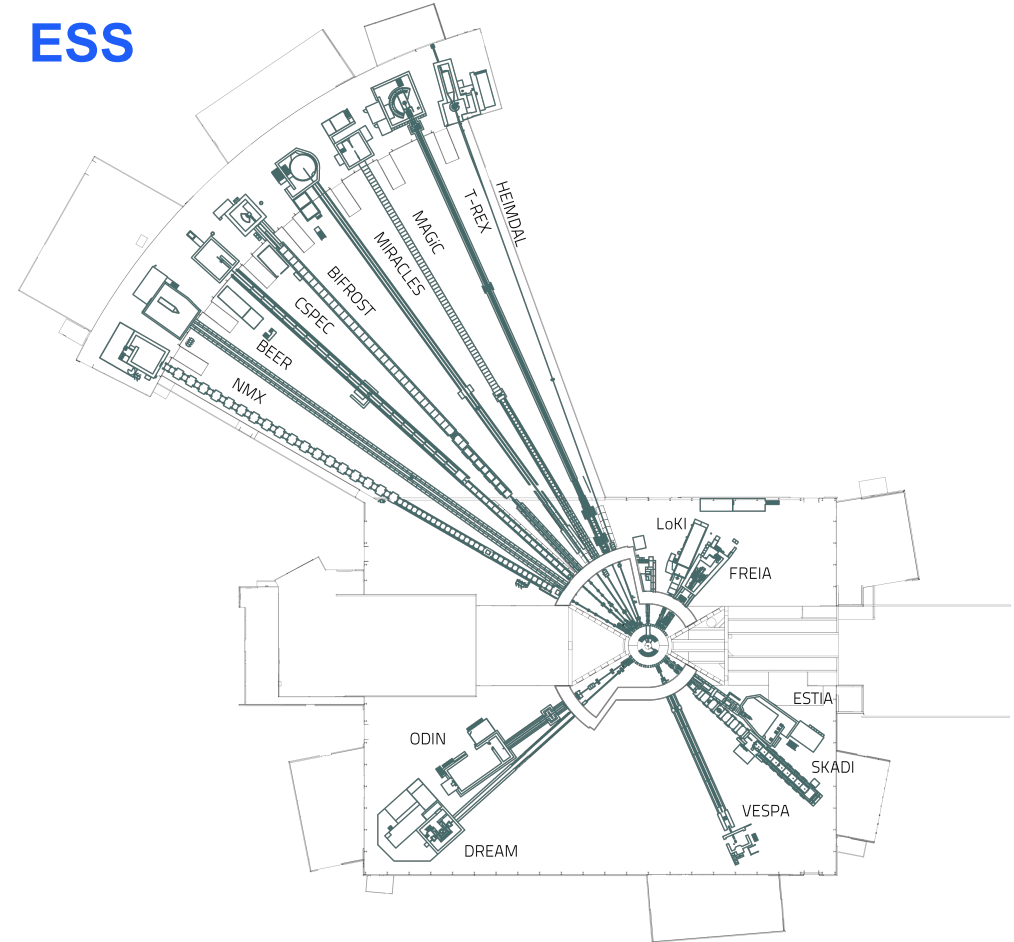 ESS
HEIMDAL
T-REX
MAGiC
MIRACLES
BIFROST
CSPEC
BEER
NMX
LoKI
FREIA
ESTIA
ODIN
SKADI
VESPA
DREAM